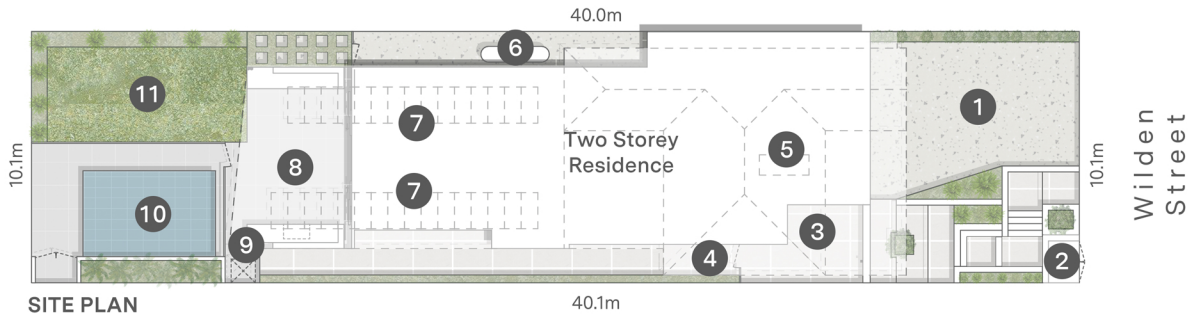 40.0m
6
11
7
1
5
Two Storey
Residence
10.1m
8
7
10
3
9
4
2
10.1m
Wilden
Street
SITE PLAN
40.1m